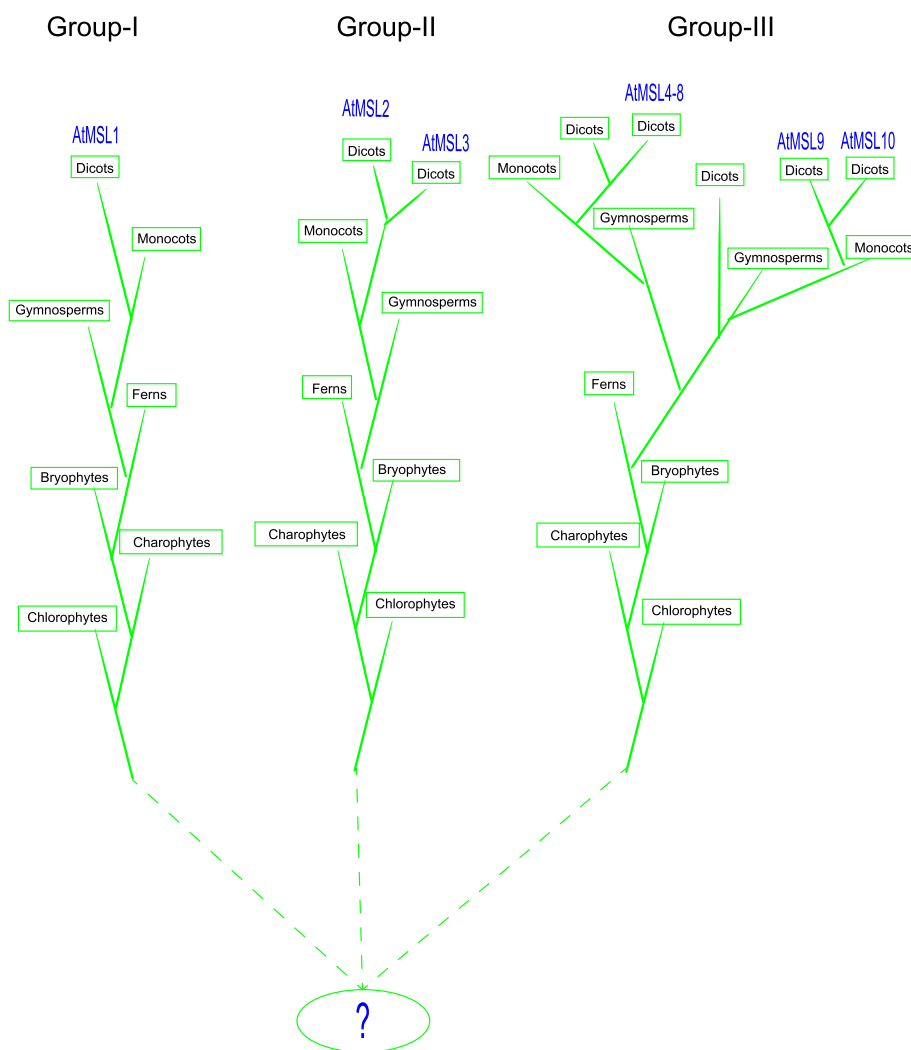 Group-I
Group-II
Group-III
AtMSL1
Dicots
Monocots
Gymnosperms
Ferns
Bryophytes
Charophytes
Chlorophytes
AtMSL2
Dicots
AtMSL3
Dicots
Monocots
Gymnosperms
Ferns
Bryophytes
Charophytes
Chlorophytes
AtMSL4-8
Dicots
Dicots
Monocots
Gymnosperms
Dicots
AtMSL9
Dicots
AtMSL10
Dicots
Monocots
Gymnosperms
Ferns
Bryophytes
Charophytes
Chlorophytes
?